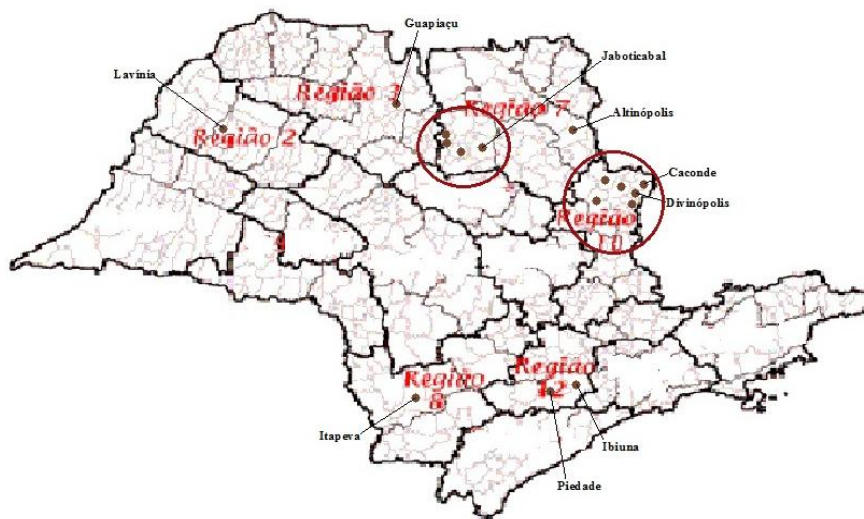 Guapiaçu
Jaboticabal
Lavínia
Região 3
Região 7
Altinópolis
Região 2
Caconde
Divinópolis
Região
10
Região
8
Região
12
Itapeva
Ibiuna
Piedade